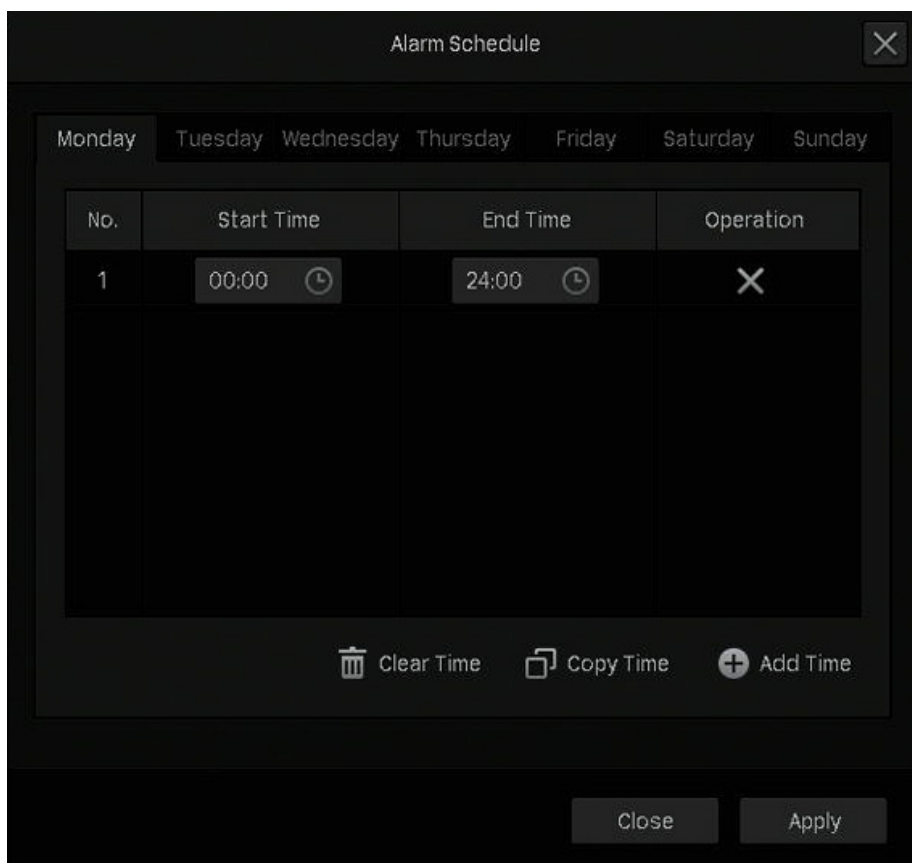 Alarm Schedule
Monday Tuesday Wednesday Thursday Friday Saturday Sunday
No. Start Time End Time Operation
1 00:00 24:00
Clear Time Copy Time Add Time
Close Apply